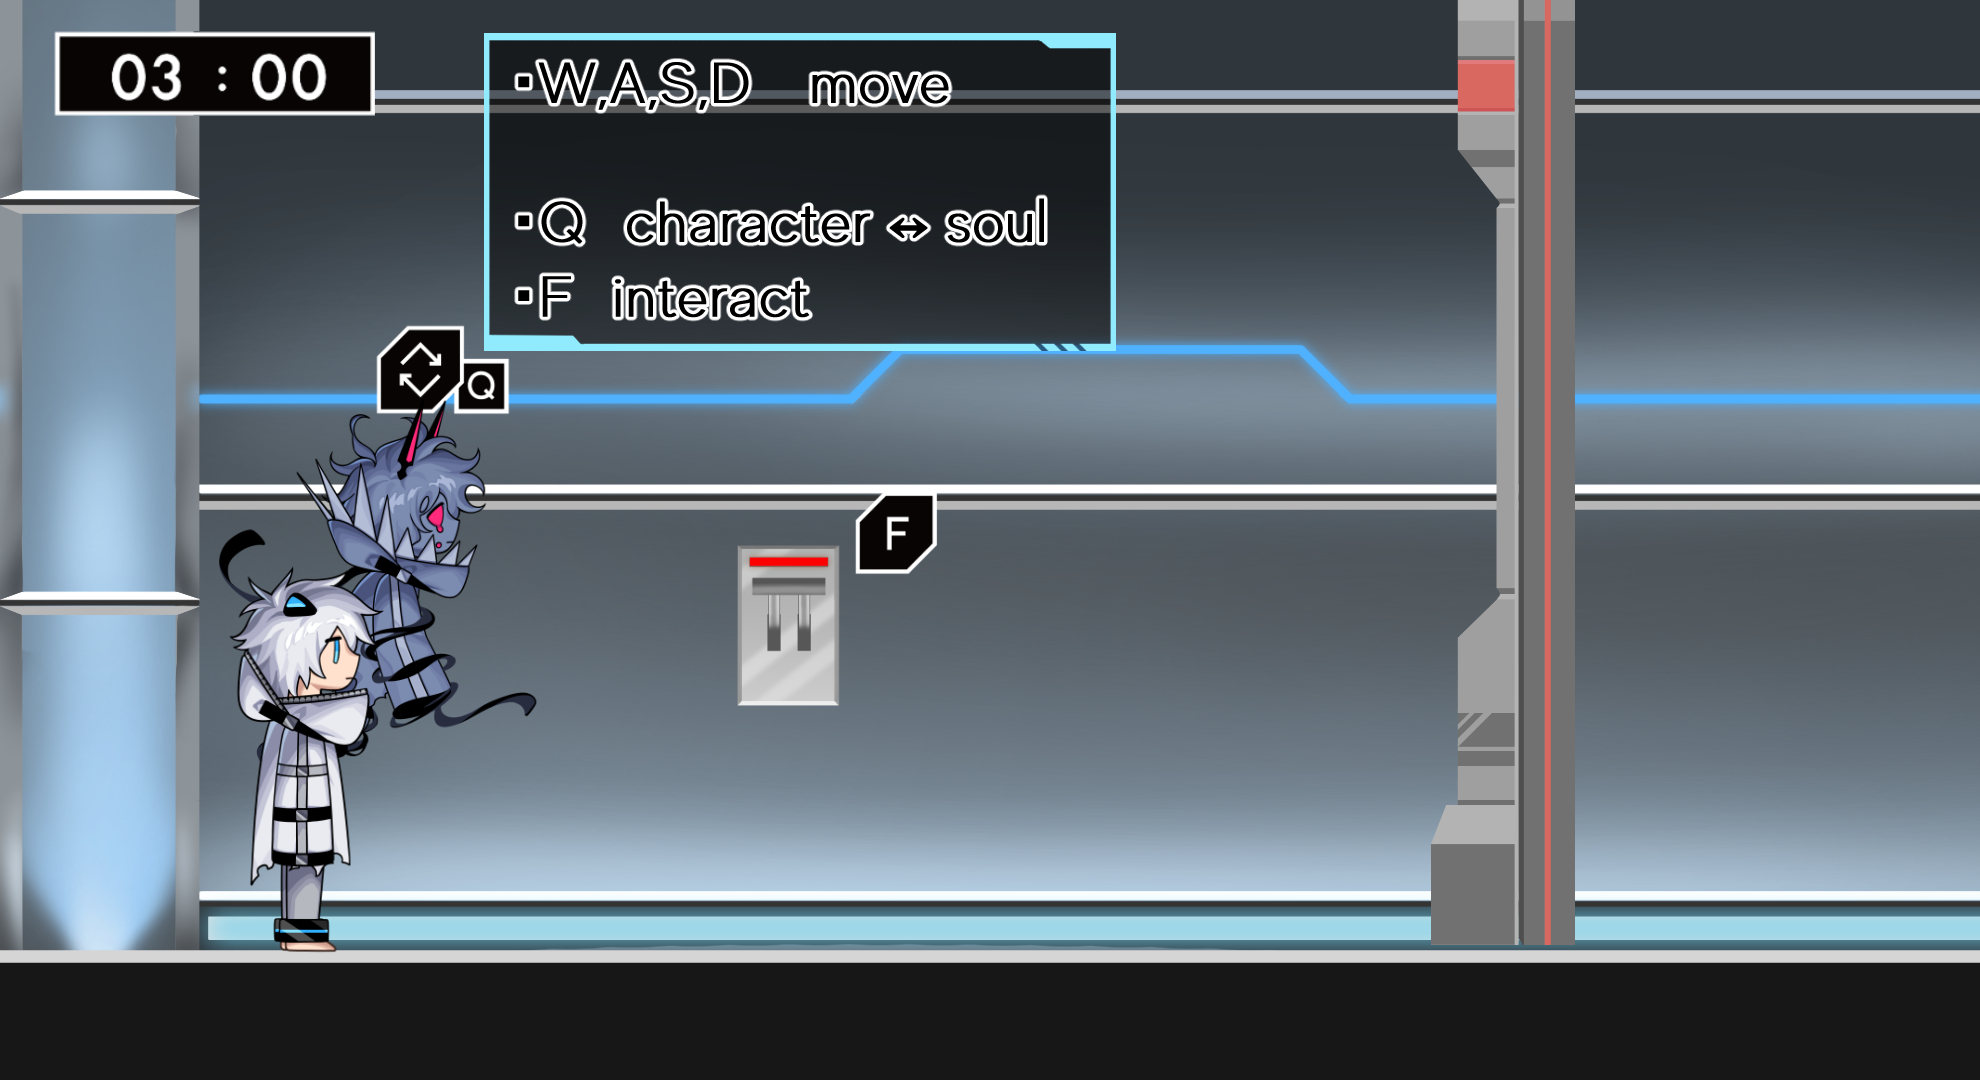 03 : 00
▪W,A,S,D move
▪Q character ↔ soul
▪F interact
Q
F